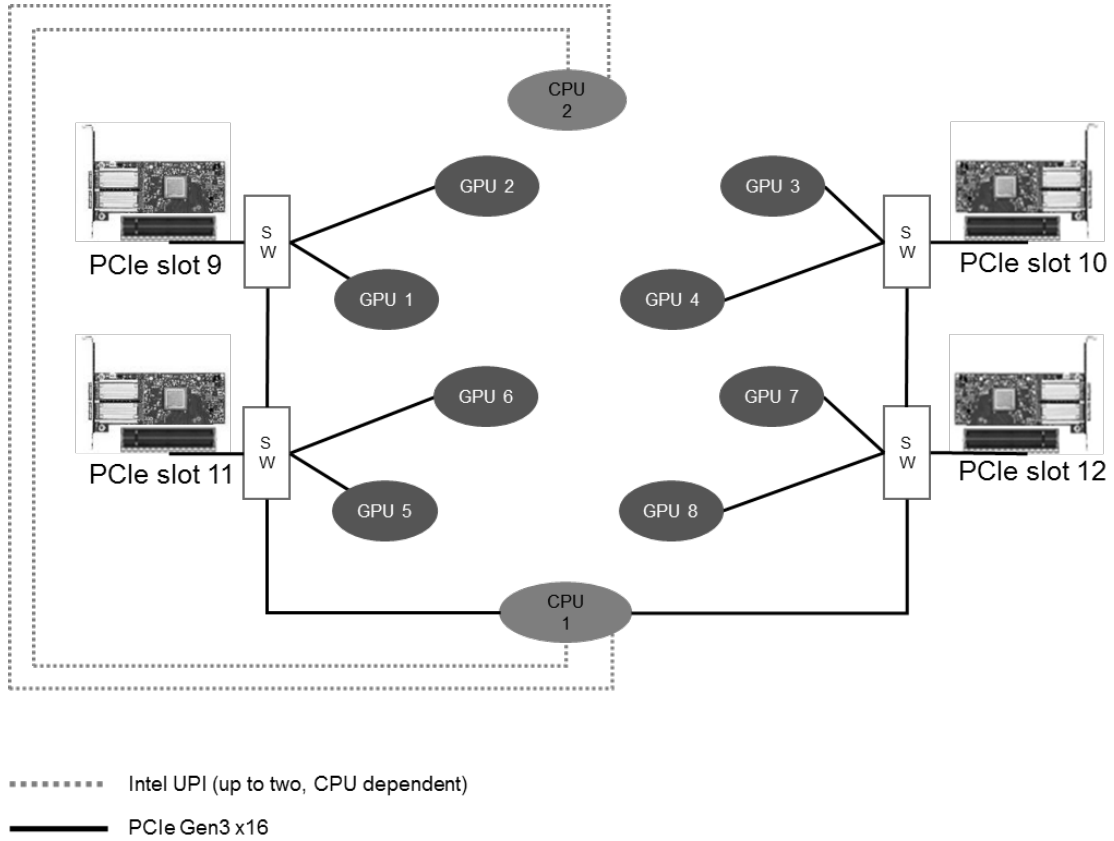 CPU
2
GPU 2
GPU 3
S
W
S
W
PCIe slot 9
PCIe slot 10
GPU 1
GPU 4
GPU 6
GPU 7
S
W
S
W
PCIe slot 11
PCIe slot 12
GPU 5
GPU 8
CPU
1
Intel UPI (up to two, CPU dependent)
PCIe Gen3 x16